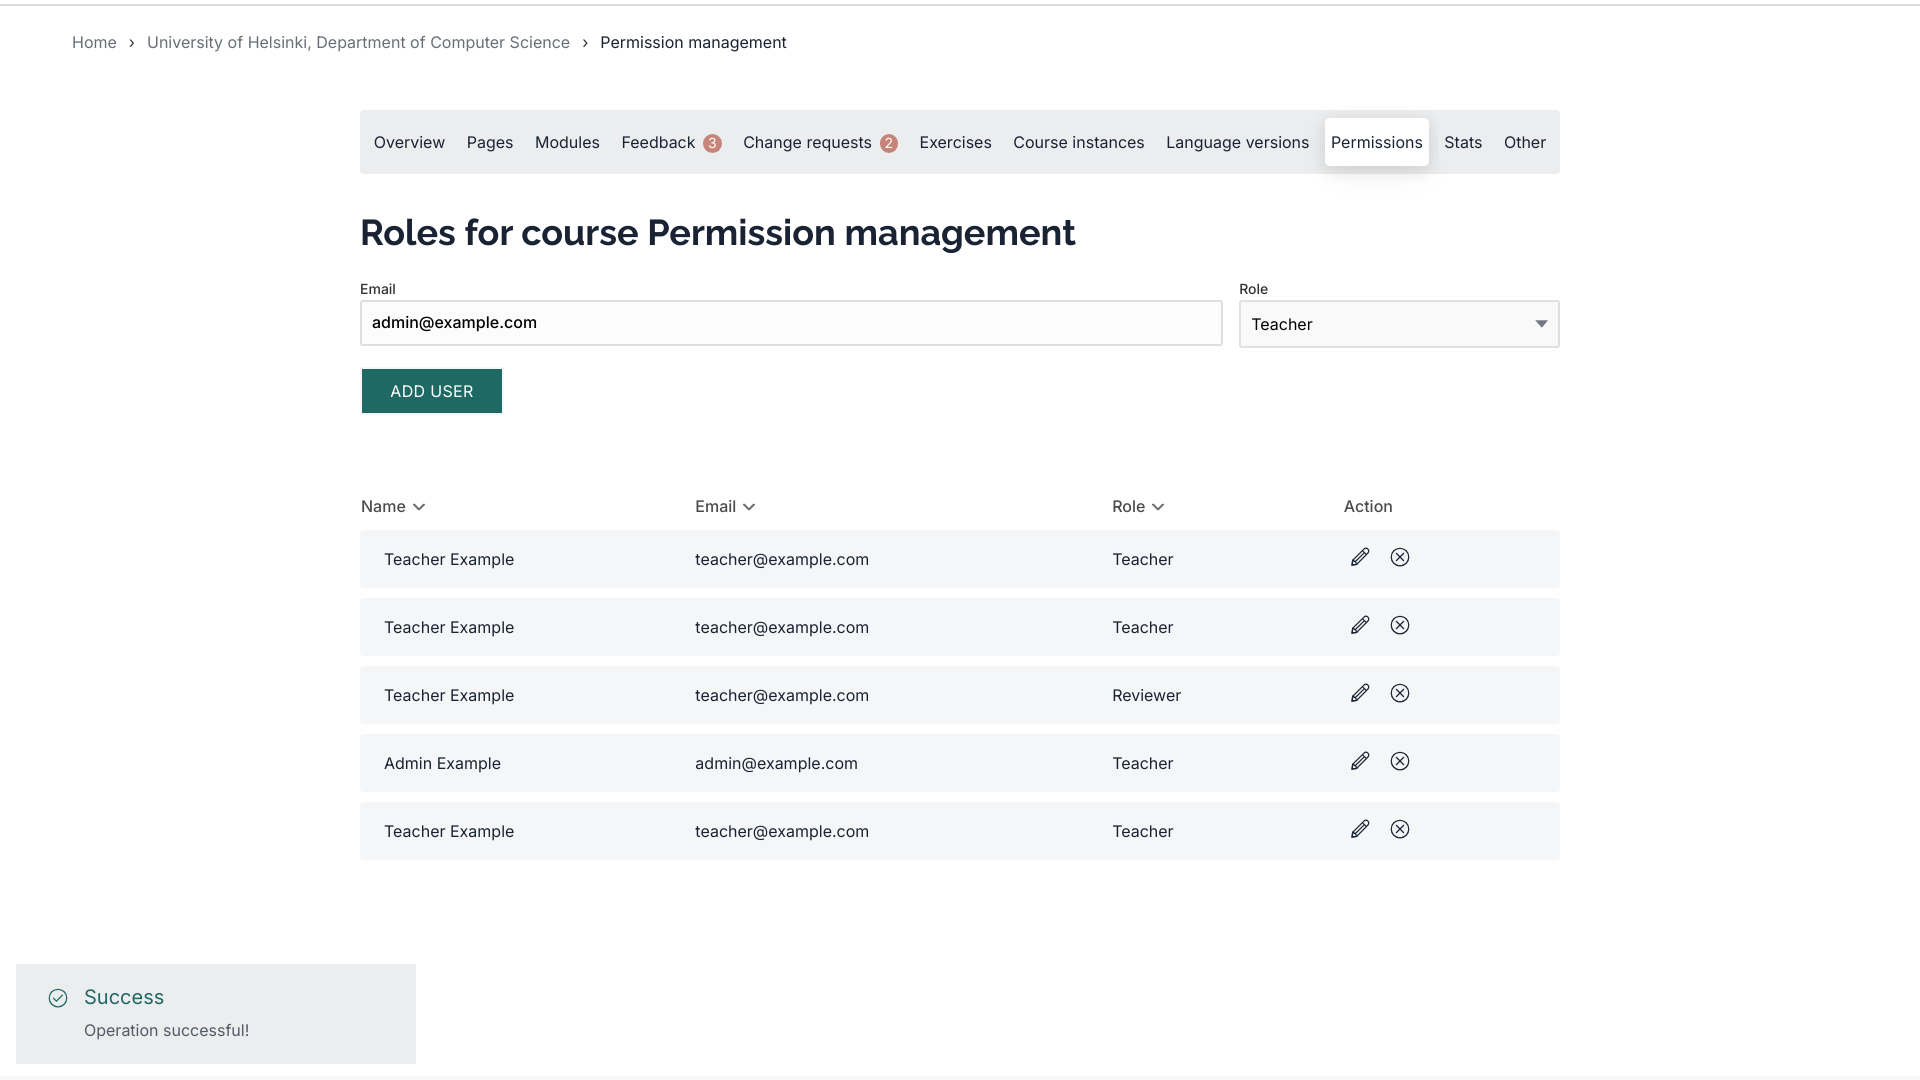 Home › University of Helsinki, Department of Computer Science › Permission management
Overview Pages Modules Feedback 3 Change requests 2 Exercises Course instances Language versions Permissions Stats Other
Roles for course Permission management
Email Role
admin@example.com Teacher
ADD USER
Name Email Role Action
Teacher Example teacher@example.com Teacher
Teacher Example teacher@example.com Teacher
Teacher Example teacher@example.com Reviewer
Admin Example admin@example.com Teacher
Teacher Example teacher@example.com Teacher
Success
Operation successful!